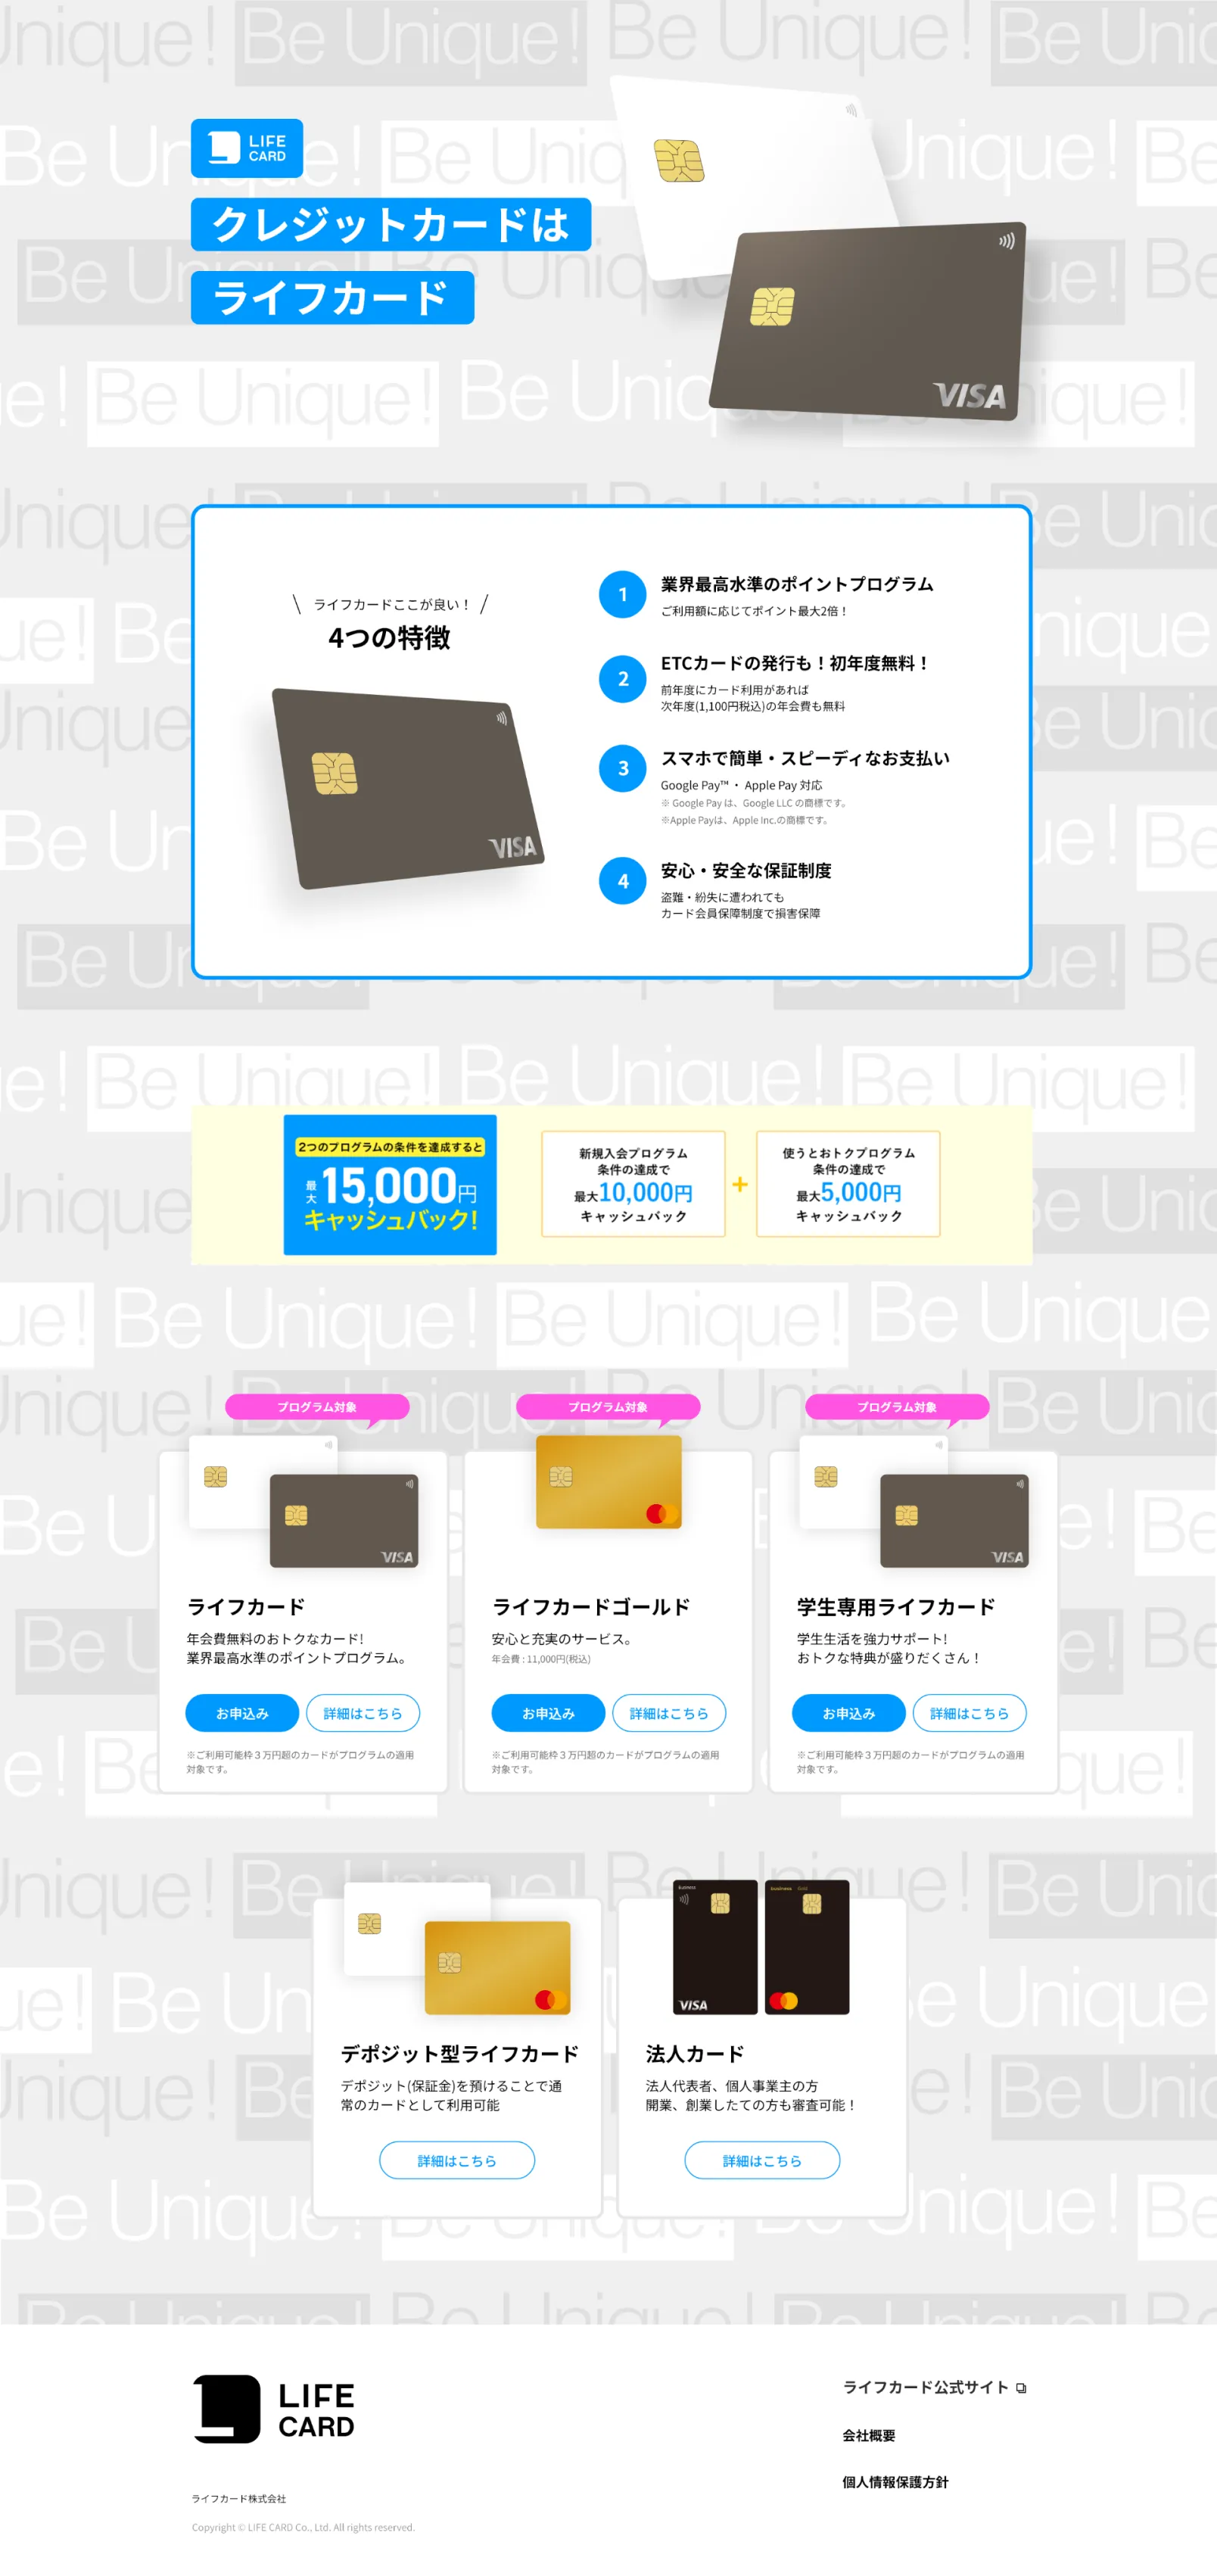 Be Unique!
LIFE
CARD
クレジットカードは
ライフカード
VISA
\ ライフカードここが良い！ /
4つの特徴
VISA
1
業界最高水準のポイントプログラム
ご利用額に応じてポイント最大2倍！
2
ETCカードの発行も！初年度無料！
前年度にカード利用があれば
次年度(1,100円税込)の年会費も無料
3
スマホで簡単・スピーディなお支払い
Google Pay™ ・ Apple Pay 対応
※ Google Pay は、Google LLC の商標です。
※Apple Payは、Apple Inc.の商標です。
4
安心・安全な保証制度
盗難・紛失に遭われても
カード会員保障制度で損害保障
2つのプログラムの条件を達成すると
最大15,000円
キャッシュバック!
新規入会プログラム
条件の達成で
最大10,000円
キャッシュバック
+
使うとおトクプログラム
条件の達成で
最大5,000円
キャッシュバック
プログラム対象
VISA
ライフカード
年会費無料のおトクなカード!
業界最高水準のポイントプログラム。
お申込み
詳細はこちら
※ご利用可能枠３万円超のカードがプログラムの適用
対象です。
プログラム対象
ライフカードゴールド
安心と充実のサービス。
年会費 : 11,000円(税込)
お申込み
詳細はこちら
※ご利用可能枠３万円超のカードがプログラムの適用
対象です。
プログラム対象
VISA
学生専用ライフカード
学生生活を強力サポート!
おトクな特典が盛りだくさん！
お申込み
詳細はこちら
※ご利用可能枠３万円超のカードがプログラムの適用
対象です。
デポジット型ライフカード
デポジット(保証金)を預けることで通
常のカードとして利用可能
詳細はこちら
VISA
法人カード
法人代表者、個人事業主の方
開業、創業したての方も審査可能！
詳細はこちら
LIFE
CARD
ライフカード株式会社
Copyright © LIFE CARD Co., Ltd. All rights reserved.
ライフカード公式サイト
会社概要
個人情報保護方針